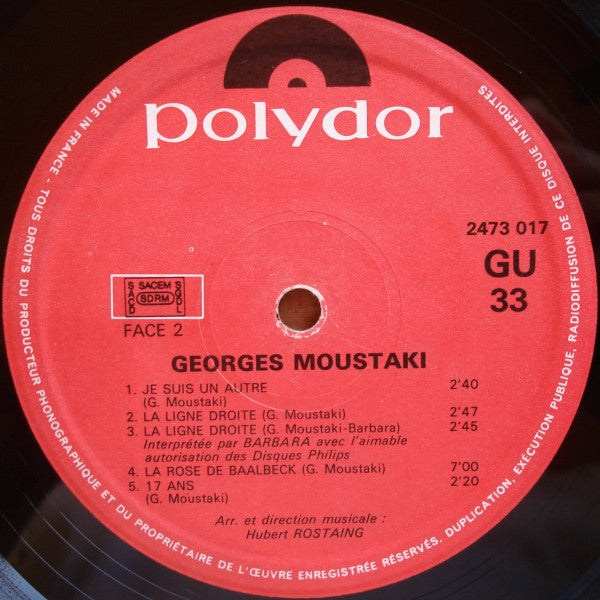 polydor
MADE IN FRANCE - TOUS DROITS DU PRODUCTEUR PHONOGRAPHIQUE ET DU PROPRIÉTAIRE DE L'ŒUVRE ENREGISTRÉE RÉSERVÉS. DUPLICATION, EXÉCUTION PUBLIQUE, RADIODIFFUSION DE CE DISQUE INTERDITES
2473 017
GU
33
SACD SACEM SDRM SGDL
FACE 2
GEORGES MOUSTAKI
1. JE SUIS UN AUTRE 2'40
(G. Moustaki)
2. LA LIGNE DROITE (G. Moustaki) 2'47
3. LA LIGNE DROITE (G. Moustaki-Barbara) 2'45
Interprétée par BARBARA avec l'aimable
autorisation des Disques Philips
4. LA ROSE DE BAALBECK (G. Moustaki) 7'00
5. 17 ANS 2'20
(G. Moustaki)
Arr. et direction musicale :
Hubert ROSTAING